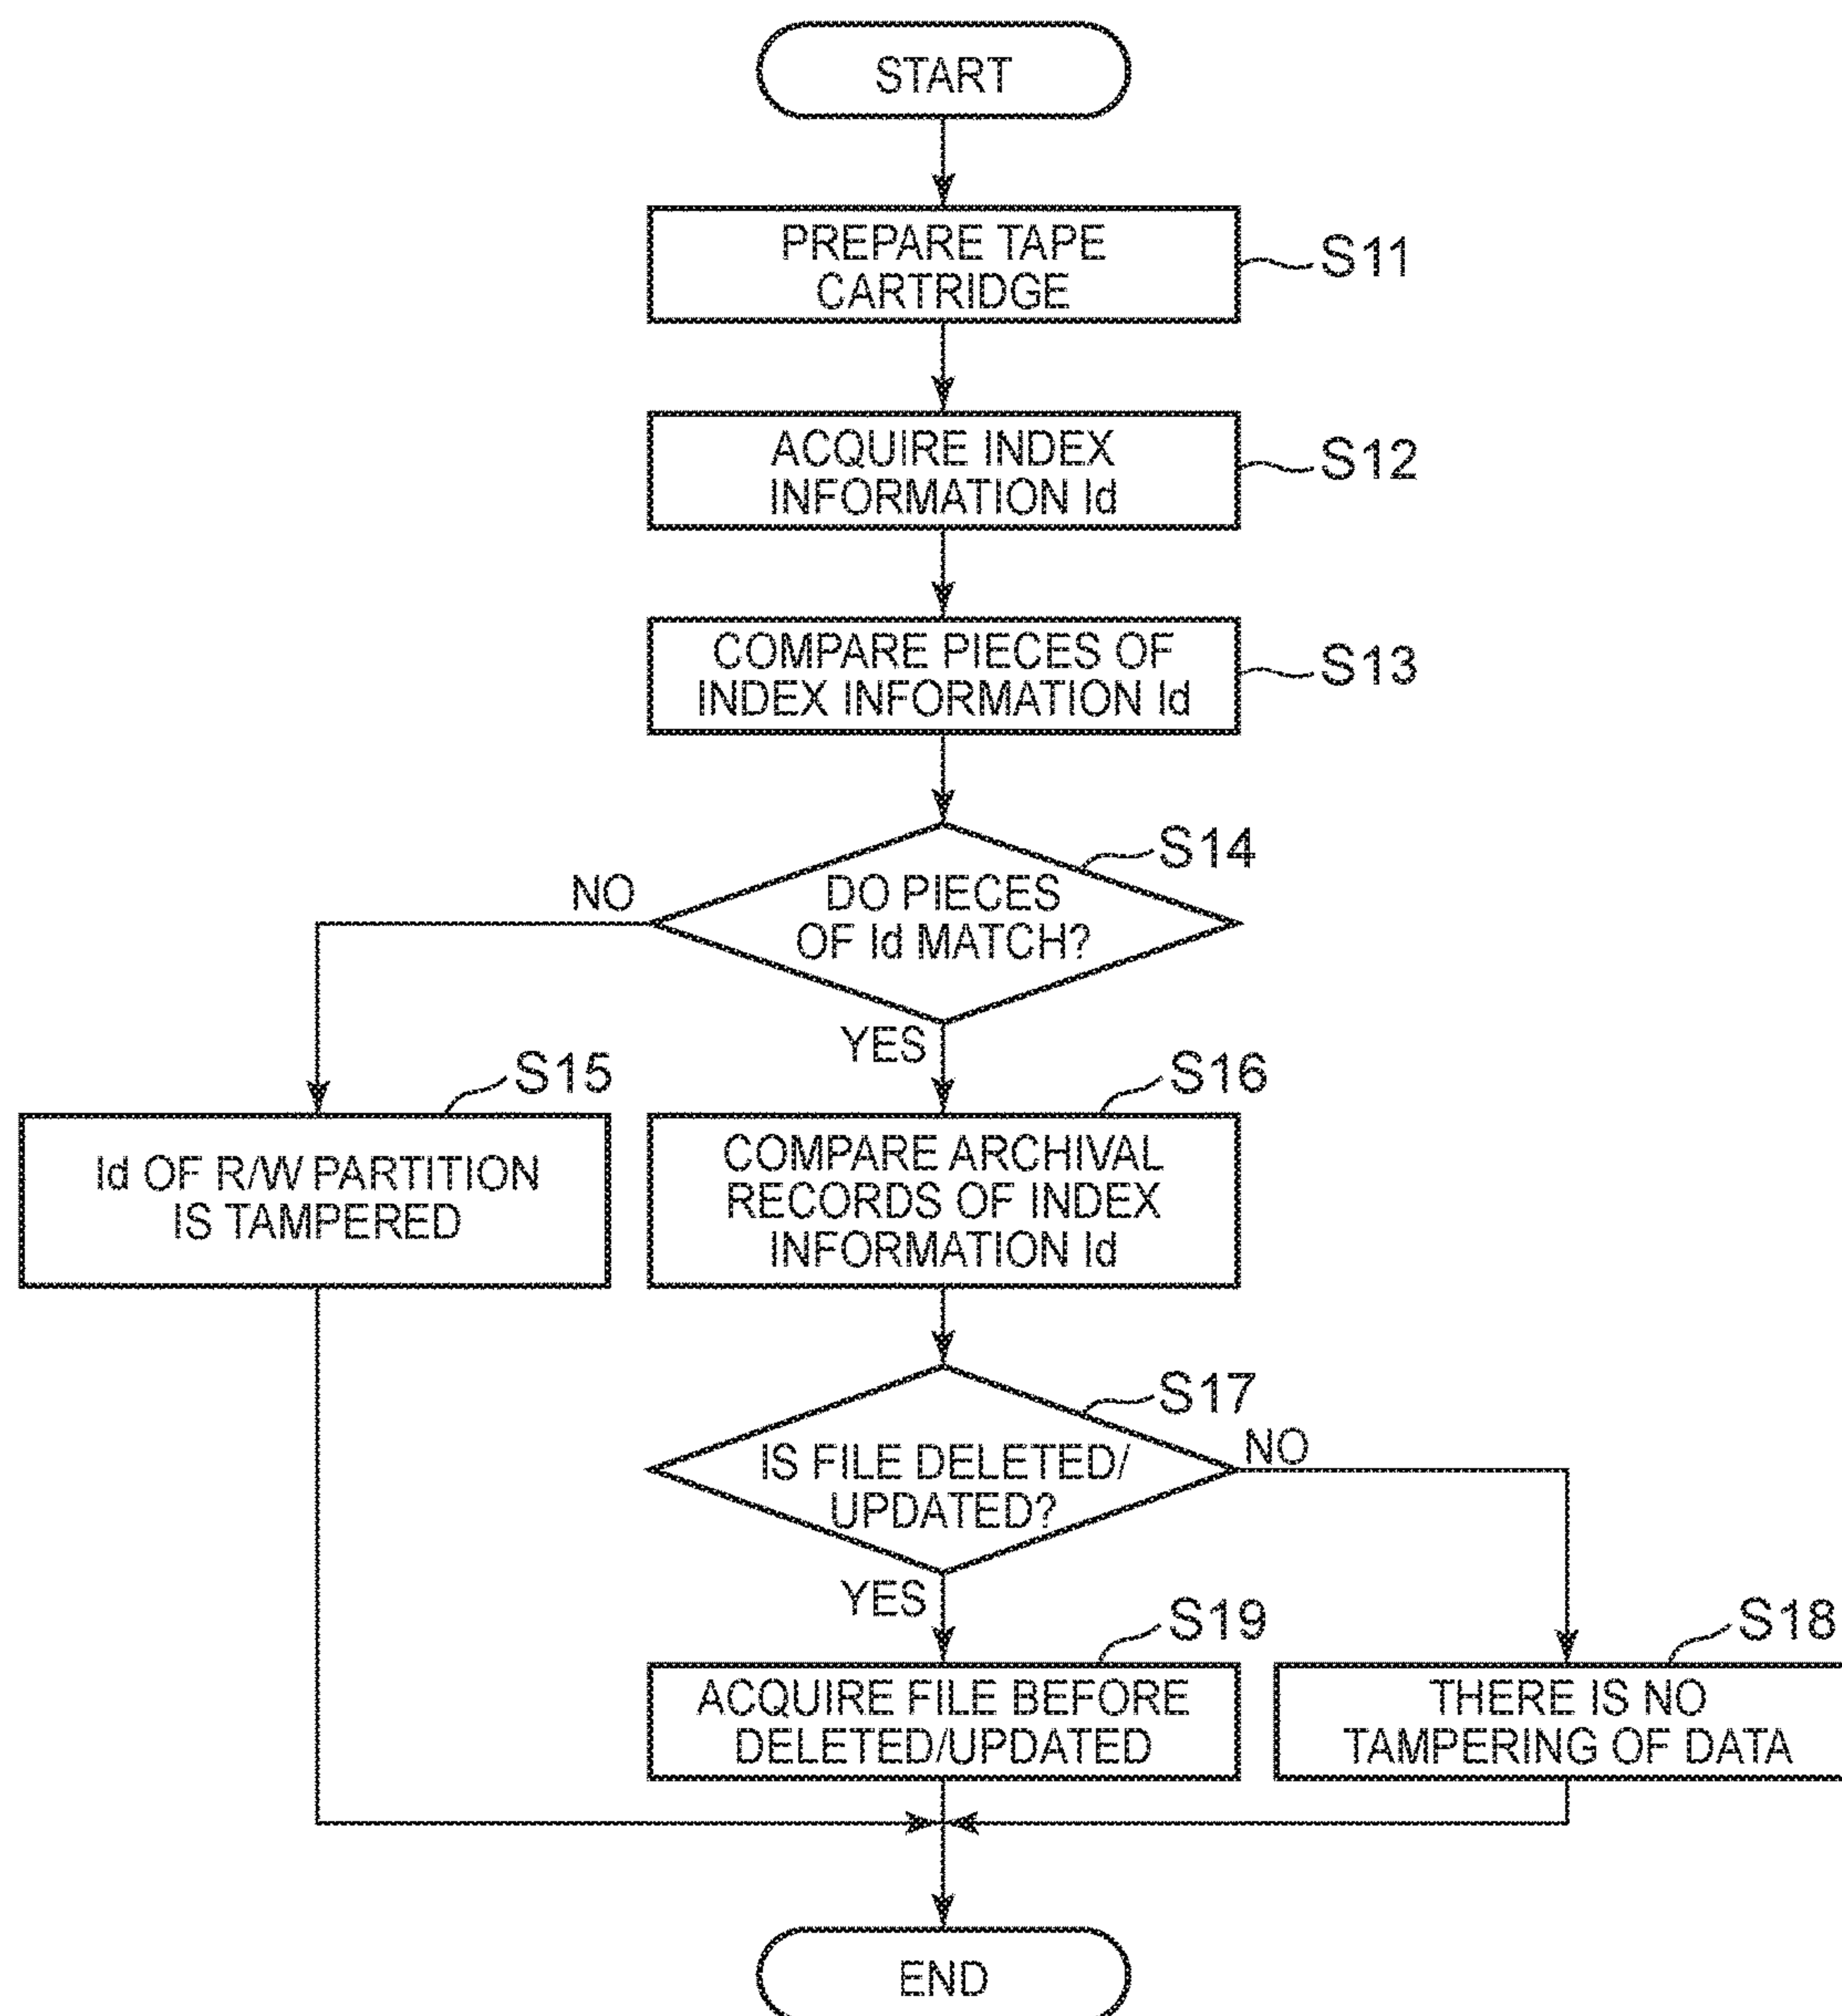 START
PREPARE TAPE
CARTRIDGE
S11
ACQUIRE INDEX
INFORMATION Id
S12
COMPARE PIECES OF
INDEX INFORMATION Id
S13
S14
NO
DO PIECES
OF Id MATCH?
YES
S15
S16
Id OF R/W PARTITION
IS TAMPERED
COMPARE ARCHIVAL
RECORDS OF INDEX
INFORMATION Id
S17
NO
IS FILE DELETED/
UPDATED?
YES
S19
S18
ACQUIRE FILE BEFORE
DELETED/UPDATED
THERE IS NO
TAMPERING OF DATA
END